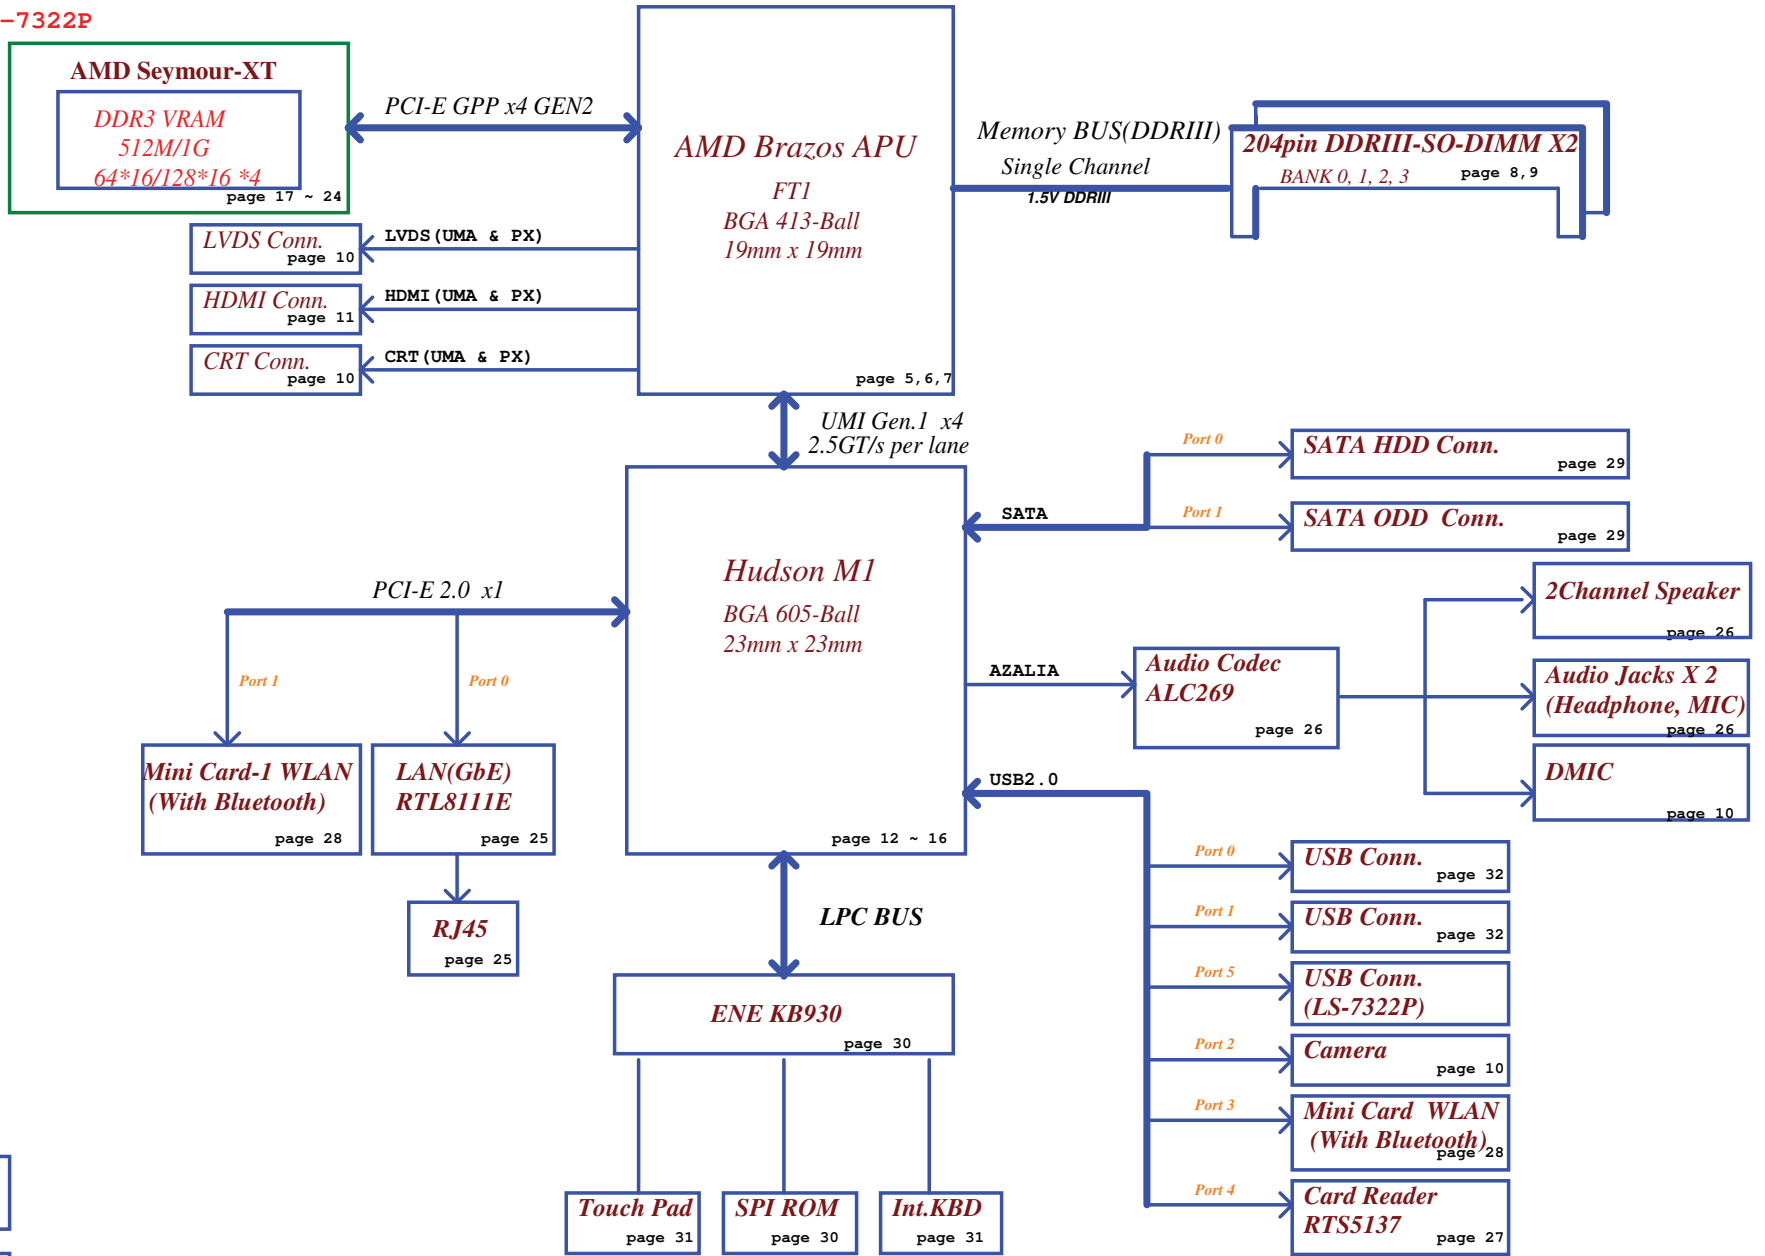 -7322P
AMD Seymour-XT
DDR3 VRAM
512M/1G
64*16/128*16 *4
page 17 ~ 24
PCI-E GPP x4 GEN2
AMD Brazos APU
FT1
BGA 413-Ball
19mm x 19mm
page 5,6,7
Memory BUS(DDRIII)
Single Channel
1.5V DDRIII
204pin DDRIII-SO-DIMM X2
BANK 0, 1, 2, 3
page 8,9
LVDS Conn.
page 10
LVDS(UMA & PX)
HDMI Conn.
page 11
HDMI(UMA & PX)
CRT Conn.
page 10
CRT(UMA & PX)
UMI Gen.1 x4
2.5GT/s per lane
Hudson M1
BGA 605-Ball
23mm x 23mm
page 12 ~ 16
SATA
Port 0
SATA HDD Conn.
page 29
Port 1
SATA ODD Conn.
page 29
PCI-E 2.0 x1
Port 1
Port 0
Mini Card-1 WLAN
(With Bluetooth)
page 28
LAN(GbE)
RTL8111E
page 25
RJ45
page 25
AZALIA
Audio Codec
ALC269
page 26
2Channel Speaker
page 26
Audio Jacks X 2
(Headphone, MIC)
page 26
DMIC
page 10
USB2.0
Port 0
USB Conn.
page 32
Port 1
USB Conn.
page 32
Port 5
USB Conn.
(LS-7322P)
Port 2
Camera
page 10
Port 3
Mini Card WLAN
(With Bluetooth)
page 28
Port 4
Card Reader
RTS5137
page 27
LPC BUS
ENE KB930
page 30
Touch Pad
page 31
SPI ROM
page 30
Int.KBD
page 31